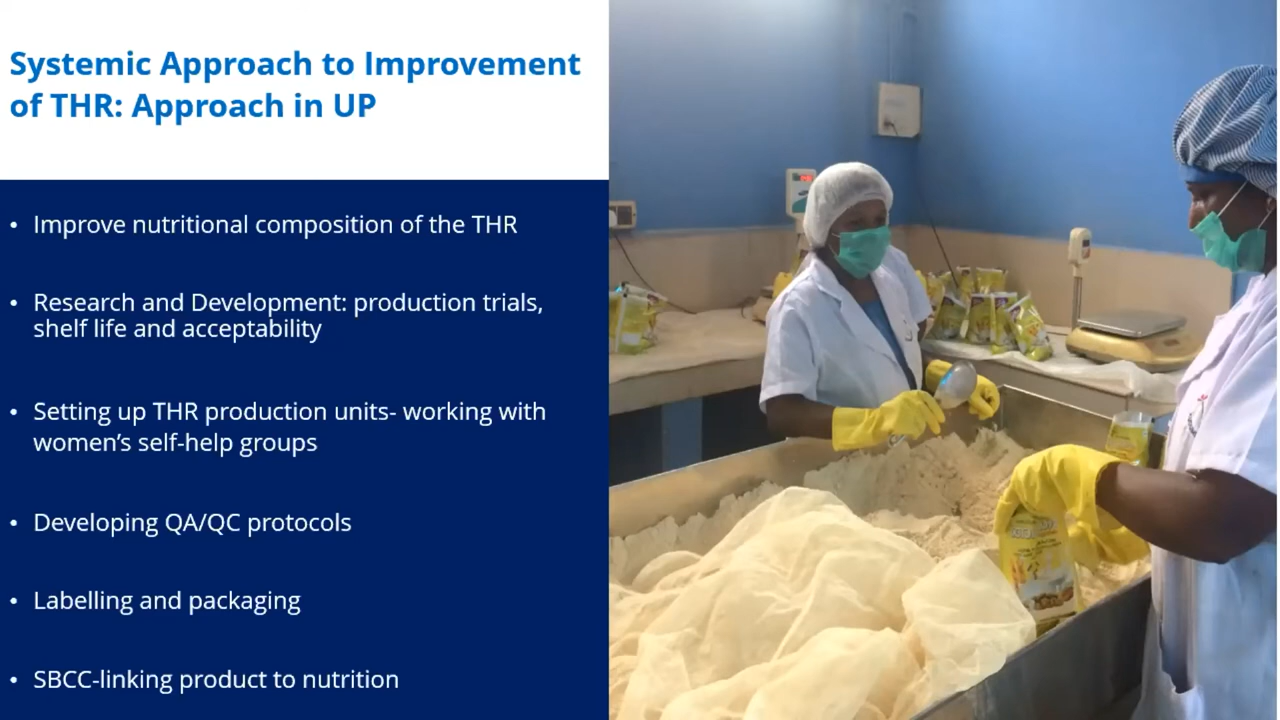 Systemic Approach to Improvement
of THR: Approach in UP
• Improve nutritional composition of the THR
• Research and Development: production trials,
shelf life and acceptability
• Setting up THR production units- working with
women's self-help groups
• Developing QA/QC protocols
• Labelling and packaging
• SBCC-linking product to nutrition